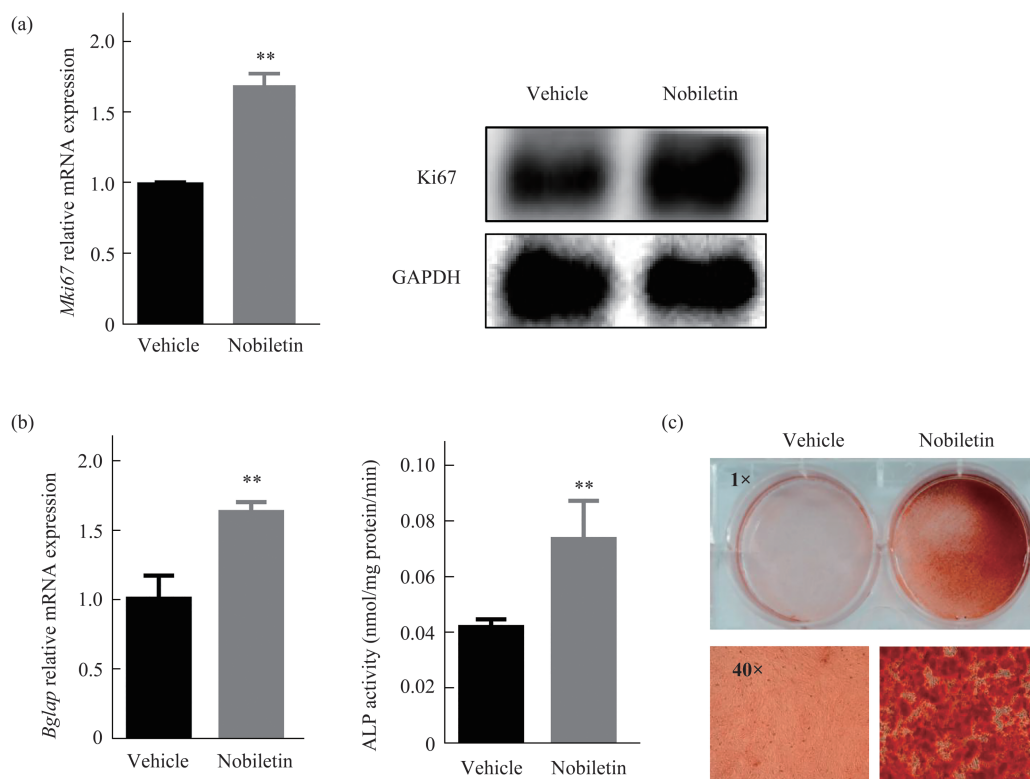 (a)
Mki67 relative mRNA expression
2.0
1.5
1.0
0.5
0
**
Vehicle
Nobiletin
Vehicle
Nobiletin
Ki67
GAPDH
(b)
Bglap relative mRNA expression
2.0
1.5
1.0
0.5
0
**
Vehicle
Nobiletin
ALP activity (nmol/mg protein/min)
0.10
0.08
0.06
0.04
0.02
0
**
Vehicle
Nobiletin
(c)
Vehicle
Nobiletin
1×
40×